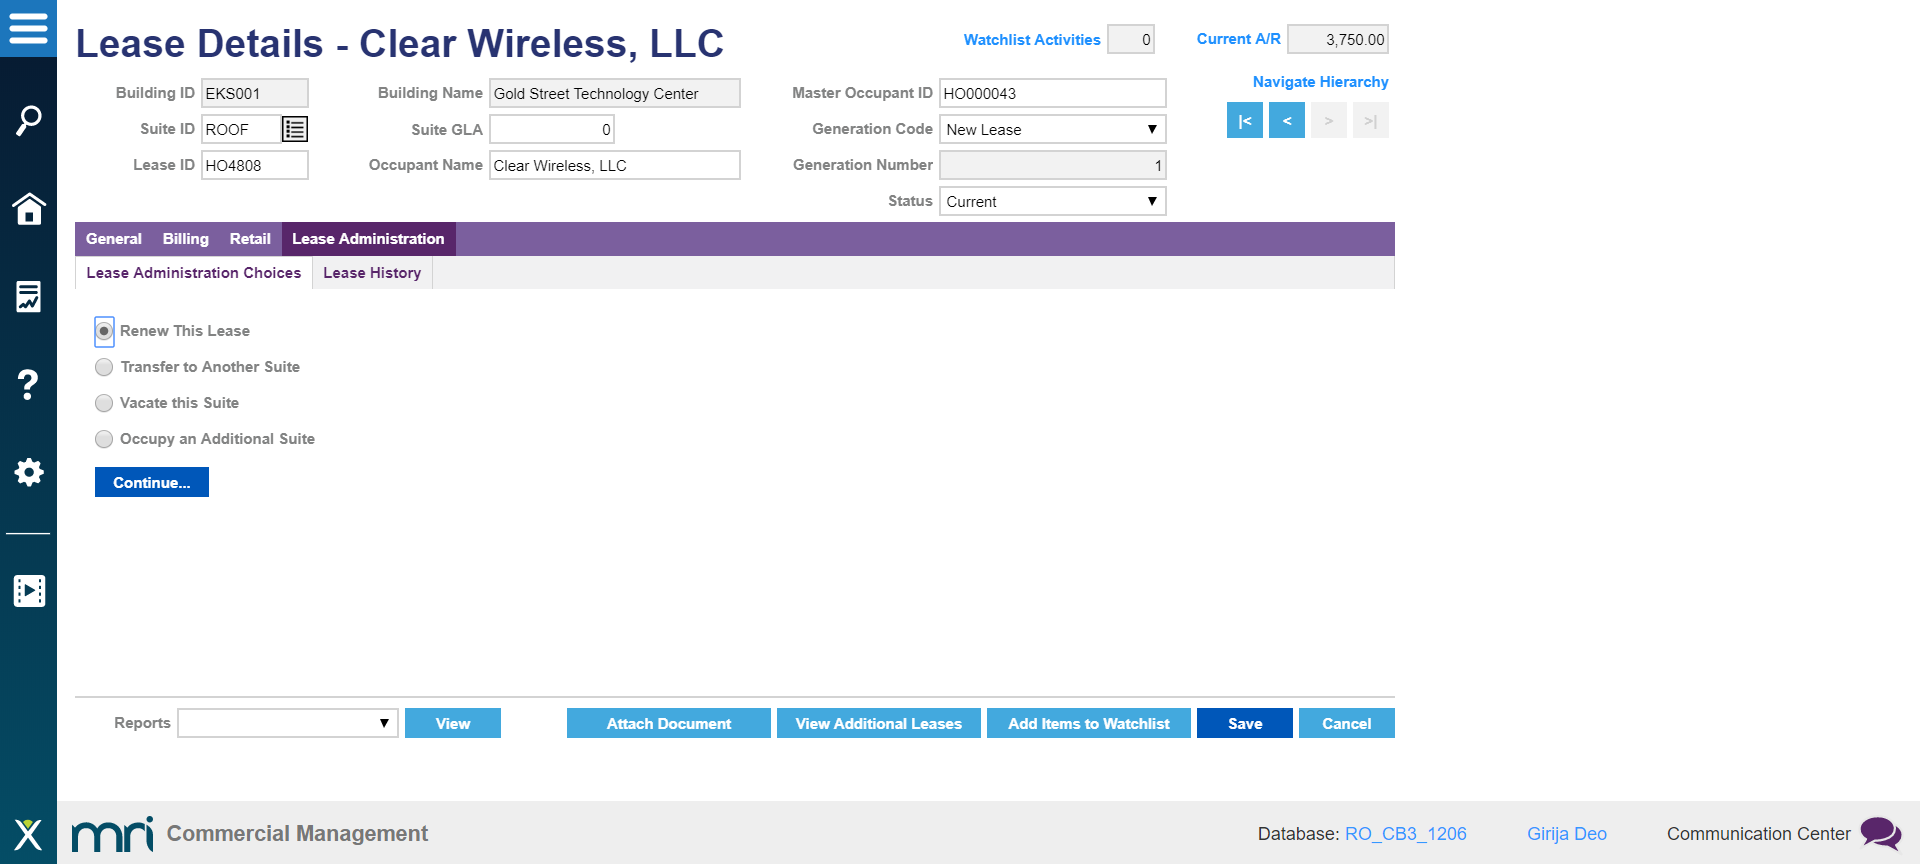 Lease Details - Clear Wireless, LLC
Watchlist Activities 0 Current A/R 3,750.00
Navigate Hierarchy
Building ID EKS001 Building Name Gold Street Technology Center Master Occupant ID HO000043
|< < > >|
Suite ID ROOF Suite GLA 0 Generation Code New Lease
Lease ID HO4808 Occupant Name Clear Wireless, LLC Generation Number 1
Status Current
General Billing Retail Lease Administration
Lease Administration Choices Lease History
Renew This Lease
Transfer to Another Suite
Vacate this Suite
Occupy an Additional Suite
Continue...
Reports View Attach Document View Additional Leases Add Items to Watchlist Save Cancel
mri Commercial Management Database: RO_CB3_1206 Girija Deo Communication Center